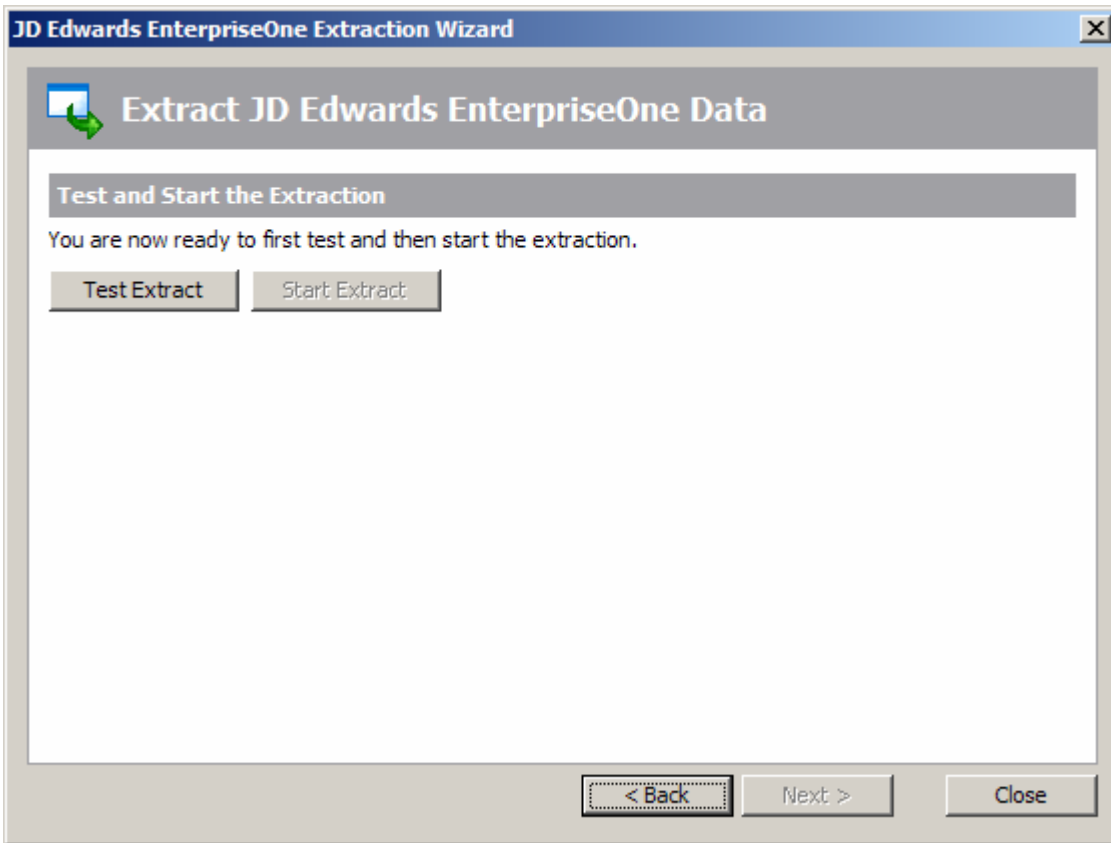 JD Edwards EnterpriseOne Extraction Wizard
Extract JD Edwards EnterpriseOne Data
Test and Start the Extraction
You are now ready to first test and then start the extraction.
Test Extract Start Extract
< Back Next > Close